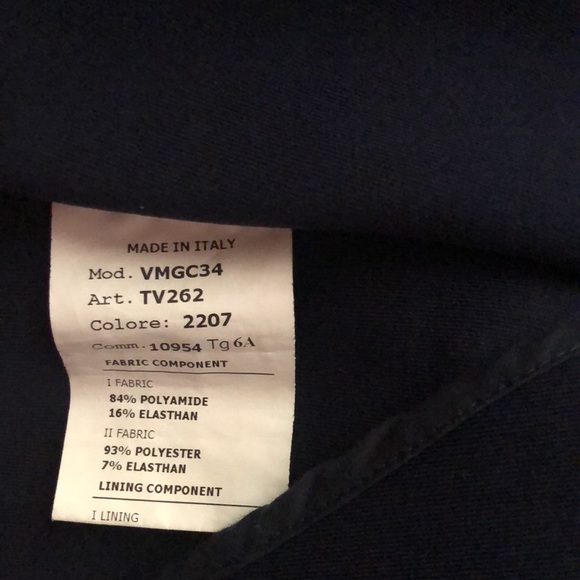 MADE IN ITALY
Mod. VMGC34
Art. TV262
Colore: 2207
Comm. 10954 Tg 6A
FABRIC COMPONENT
I FABRIC
84% POLYAMIDE
16% ELASTHAN
II FABRIC
93% POLYESTER
7% ELASTHAN
LINING COMPONENT
I LINING